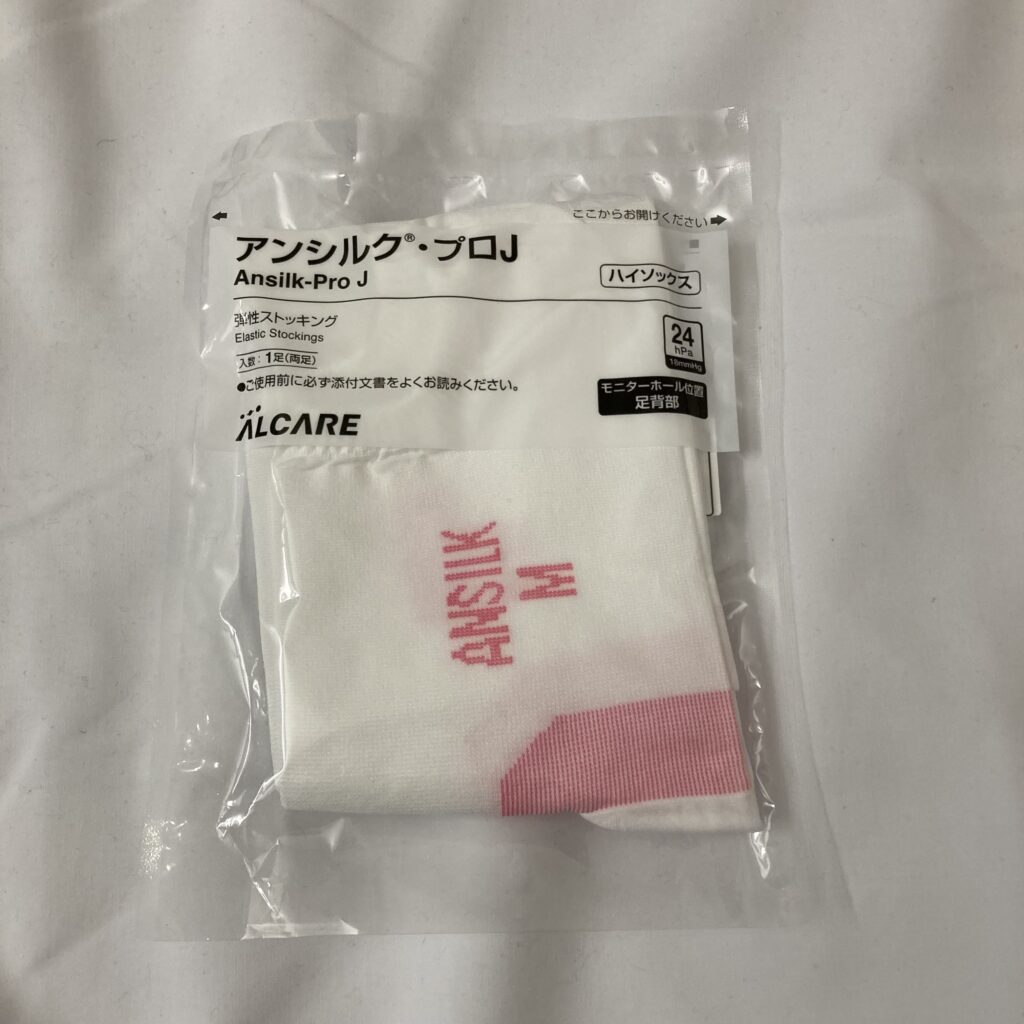 ここからお開けください
アンシルク®・プロJ
Ansilk-Pro J
ハイソックス
弾性ストッキング
Elastic Stockings
入数：1足（両足）
24
hPa
18mmHg
●ご使用前に必ず添付文書をよくお読みください。
モニターホール位置
足背部
ALCARE
ANSILK
M